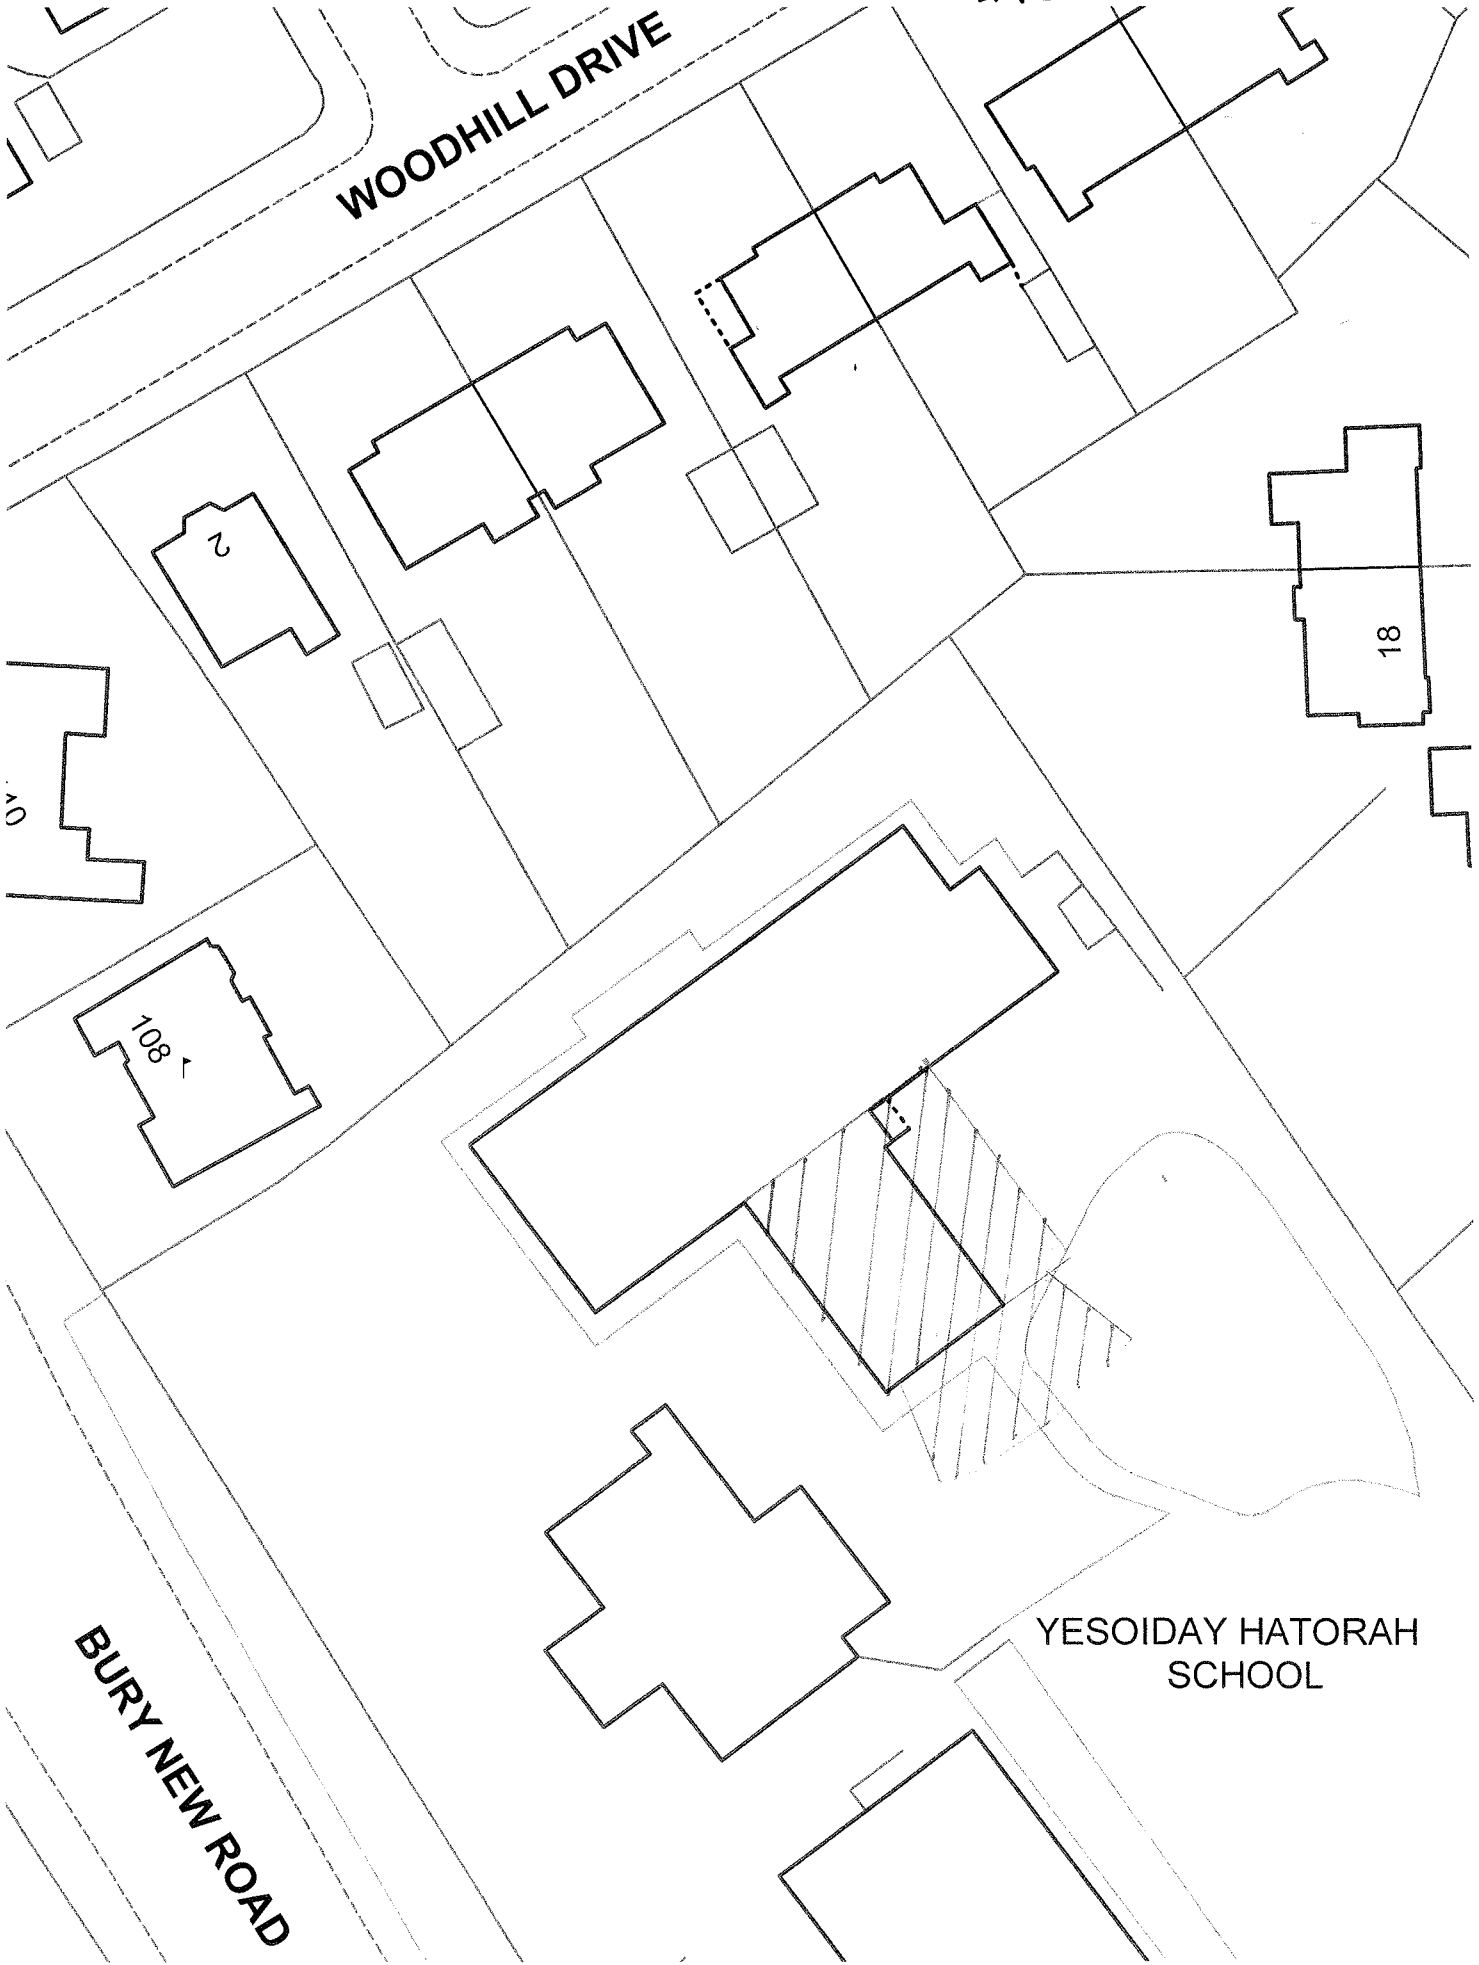 WOODHILL DRIVE
2
18
108
YESOIDAY HATORAH
SCHOOL
BURY NEW ROAD